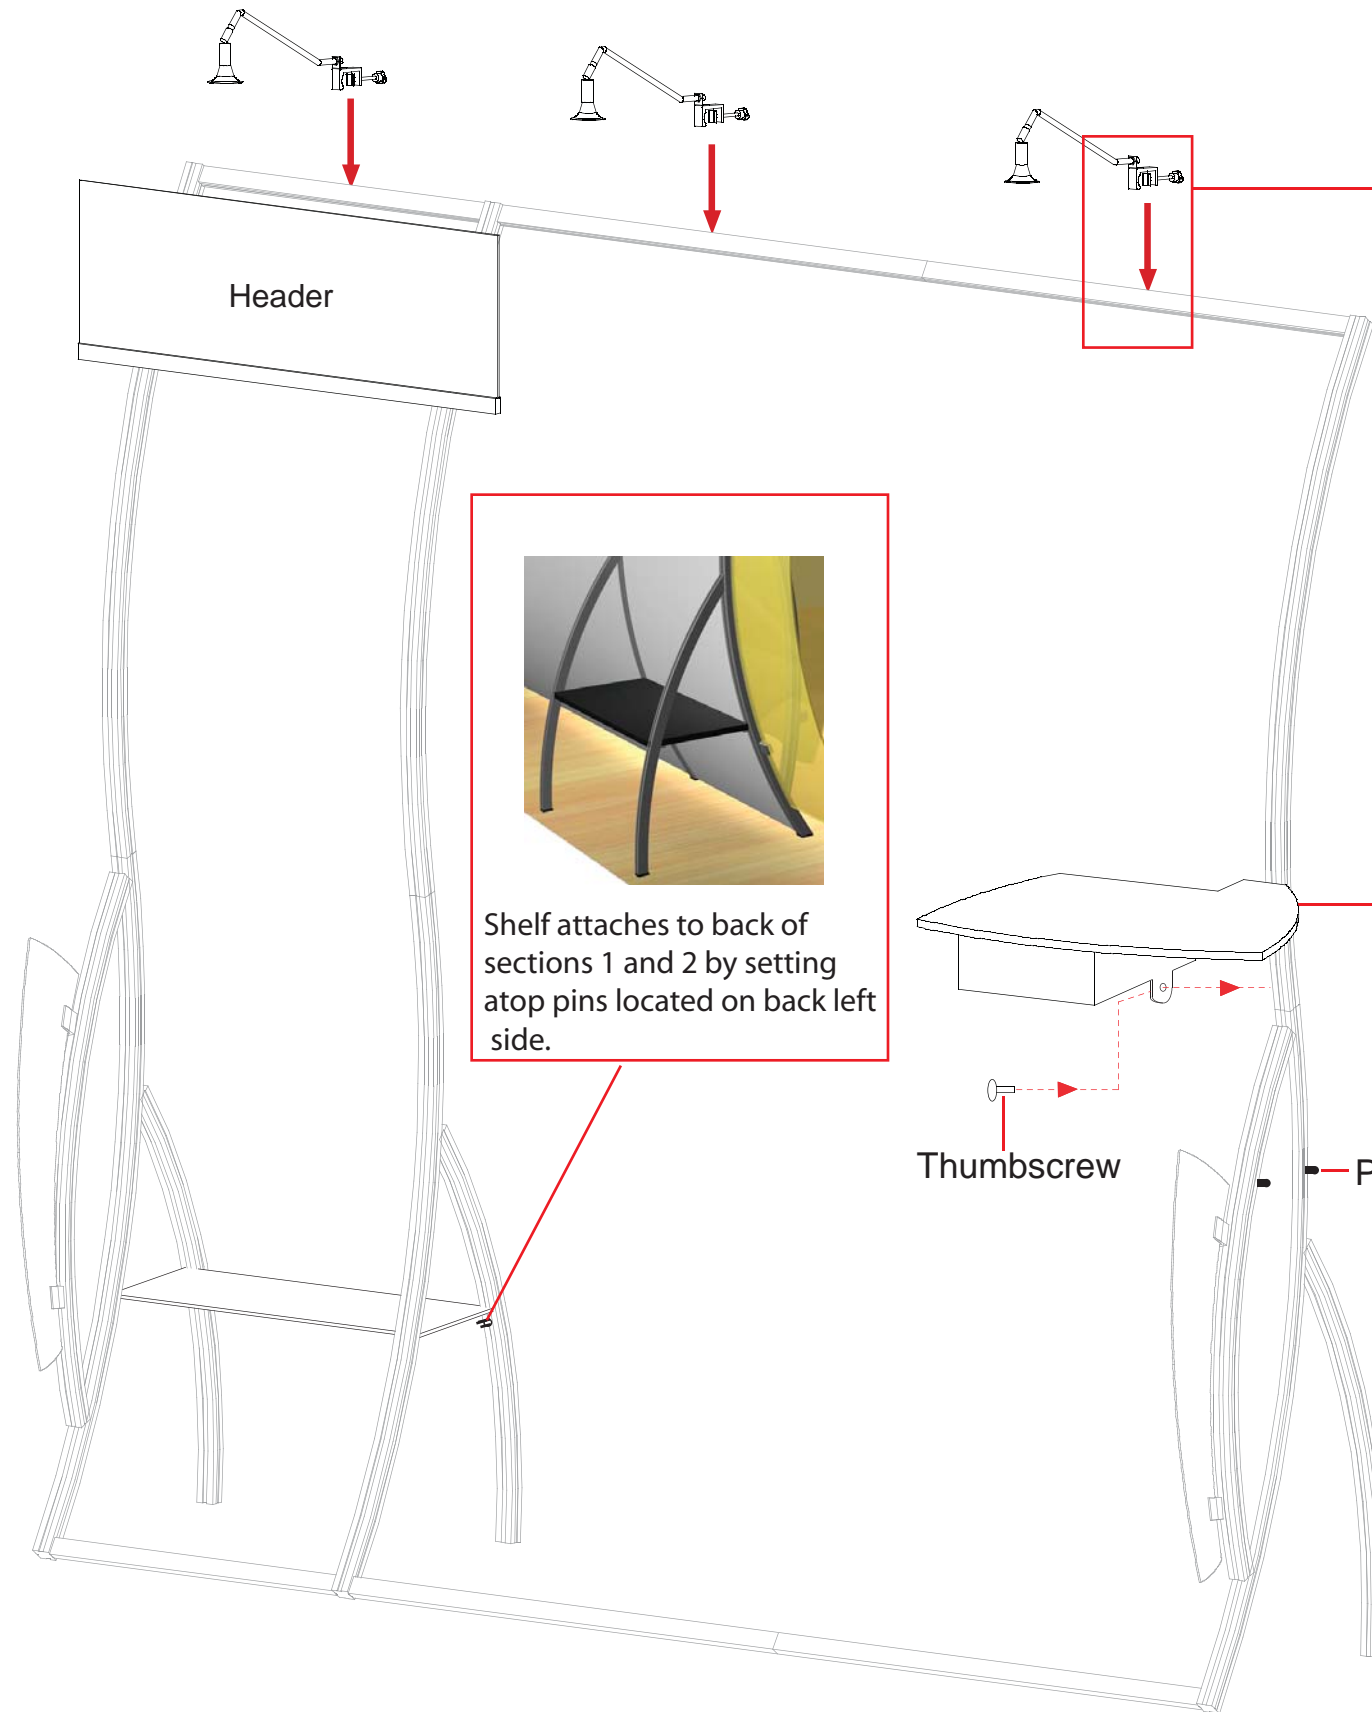 Header
Shelf attaches to back of
sections 1 and 2 by setting
atop pins located on back left
side.
Thumbscrew
P